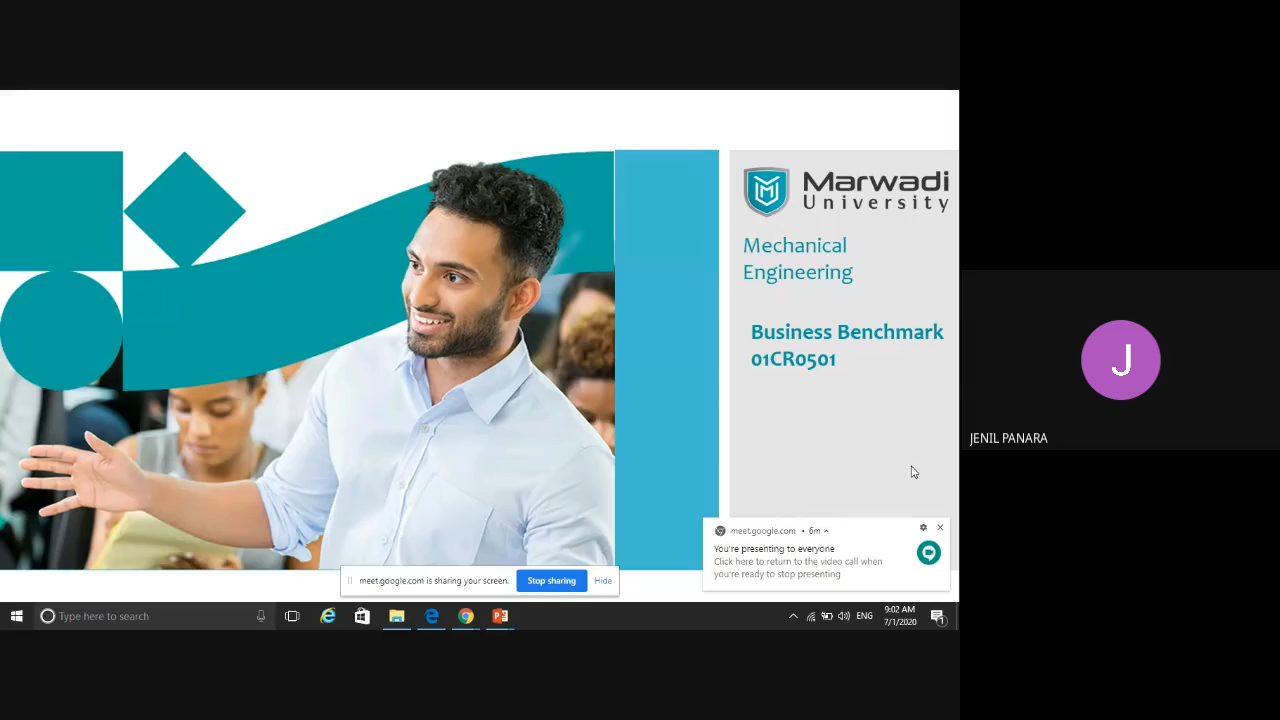 Marwadi
University
Mechanical
Engineering
Business Benchmark
01CR0501
J
JENIL PANARA
meet.google.com • 6m
You're presenting to everyone
Click here to return to the video call when
you're ready to stop presenting
meet.google.com is sharing your screen.
Stop sharing
Hide
Type here to search
ENG
9:02 AM
7/1/2020
1